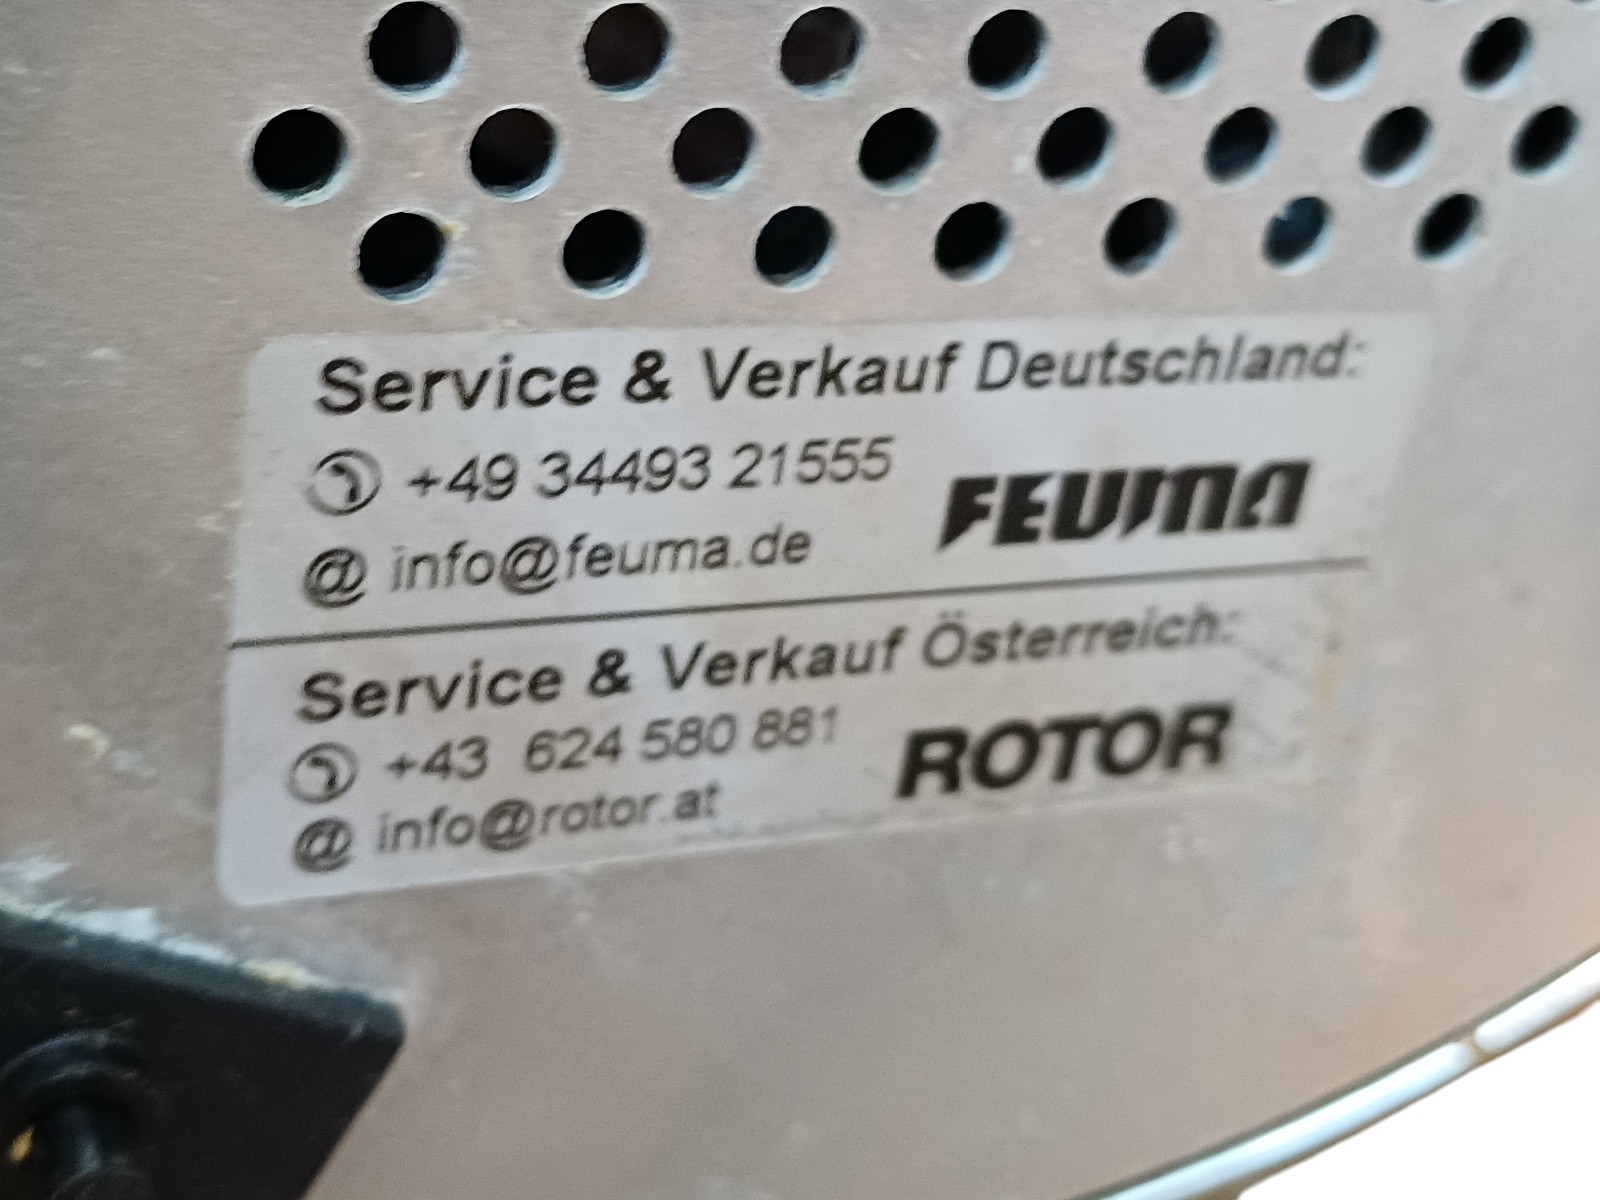 Service & Verkauf Deutschland:
+49 34493 21555
@ info@feuma.de
FEUMA
Service & Verkauf Österreich:
+43 624 580 881
@ info@rotor.at
ROTOR